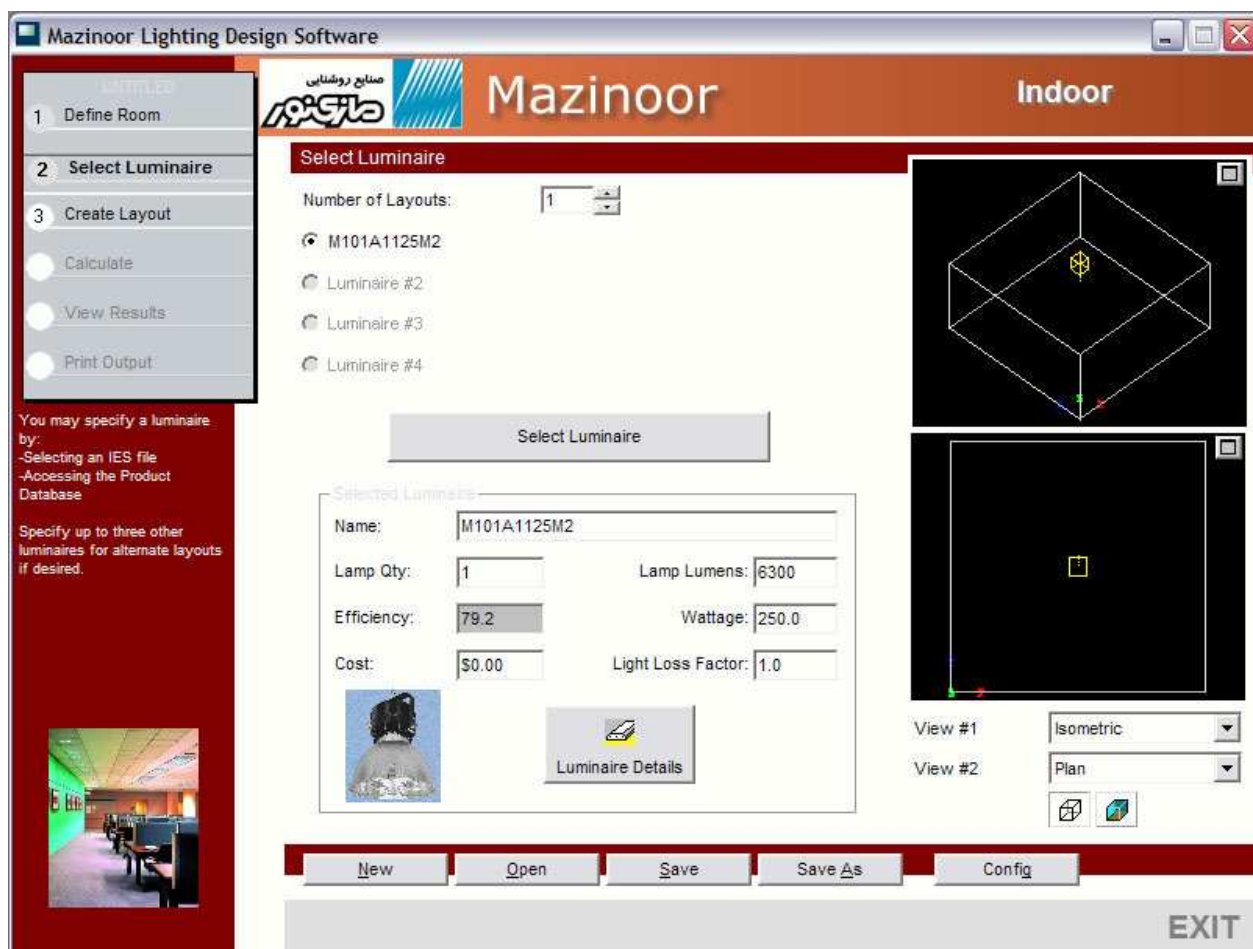 Mazinoor Lighting Design Software
UNTITLED
1 Define Room
2 Select Luminaire
3 Create Layout
Calculate
View Results
Print Output
You may specify a luminaire
by:
-Selecting an IES file
-Accessing the Product
Database
Specify up to three other
luminaires for alternate layouts
if desired.
صنایع روشنایی
مازی نور
Mazinoor
Indoor
Select Luminaire
Number of Layouts: 1
M101A1125M2
Luminaire #2
Luminaire #3
Luminaire #4
Select Luminaire
Selected Luminaire
Name: M101A1125M2
Lamp Qty: 1 Lamp Lumens: 6300
Efficiency: 79.2 Wattage: 250.0
Cost: $0.00 Light Loss Factor: 1.0
Luminaire Details
View #1 Isometric
View #2 Plan
New Open Save Save As Config
EXIT